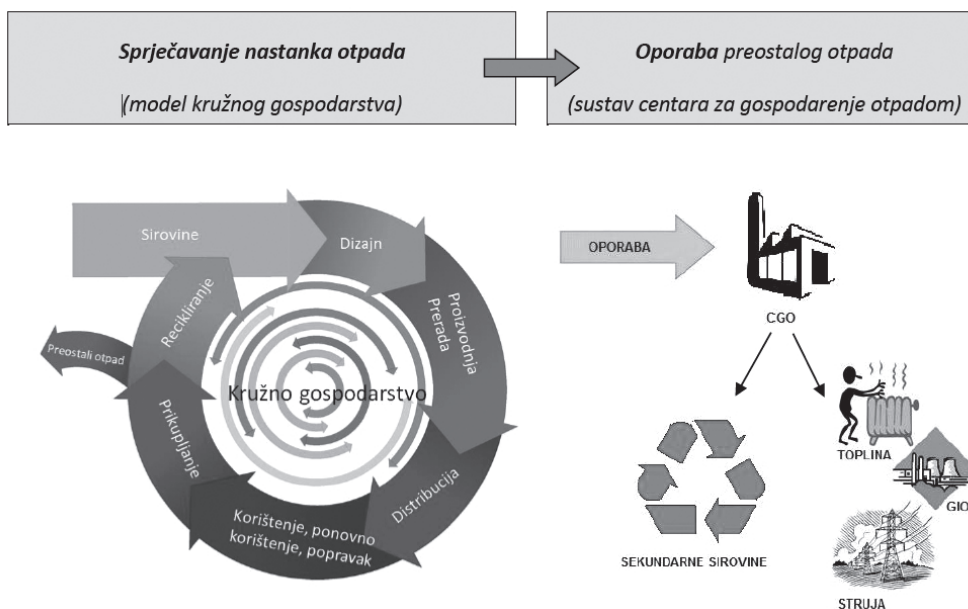 Sprječavanje nastanka otpada
(model kružnog gospodarstva)
Oporaba preostalog otpada
(sustav centara za gospodarenje otpadom)
Sirovine
Dizajn
Proizvodnja
Prerada
Distribucija
Korištenje, ponovno
korištenje, popravak
Prikupljanje
Recikliranje
Preostali otpad
Kružno gospodarstvo
OPORABA
CGO
SEKUNDARNE SIROVINE
TOPLINA
GIO
STRUJA